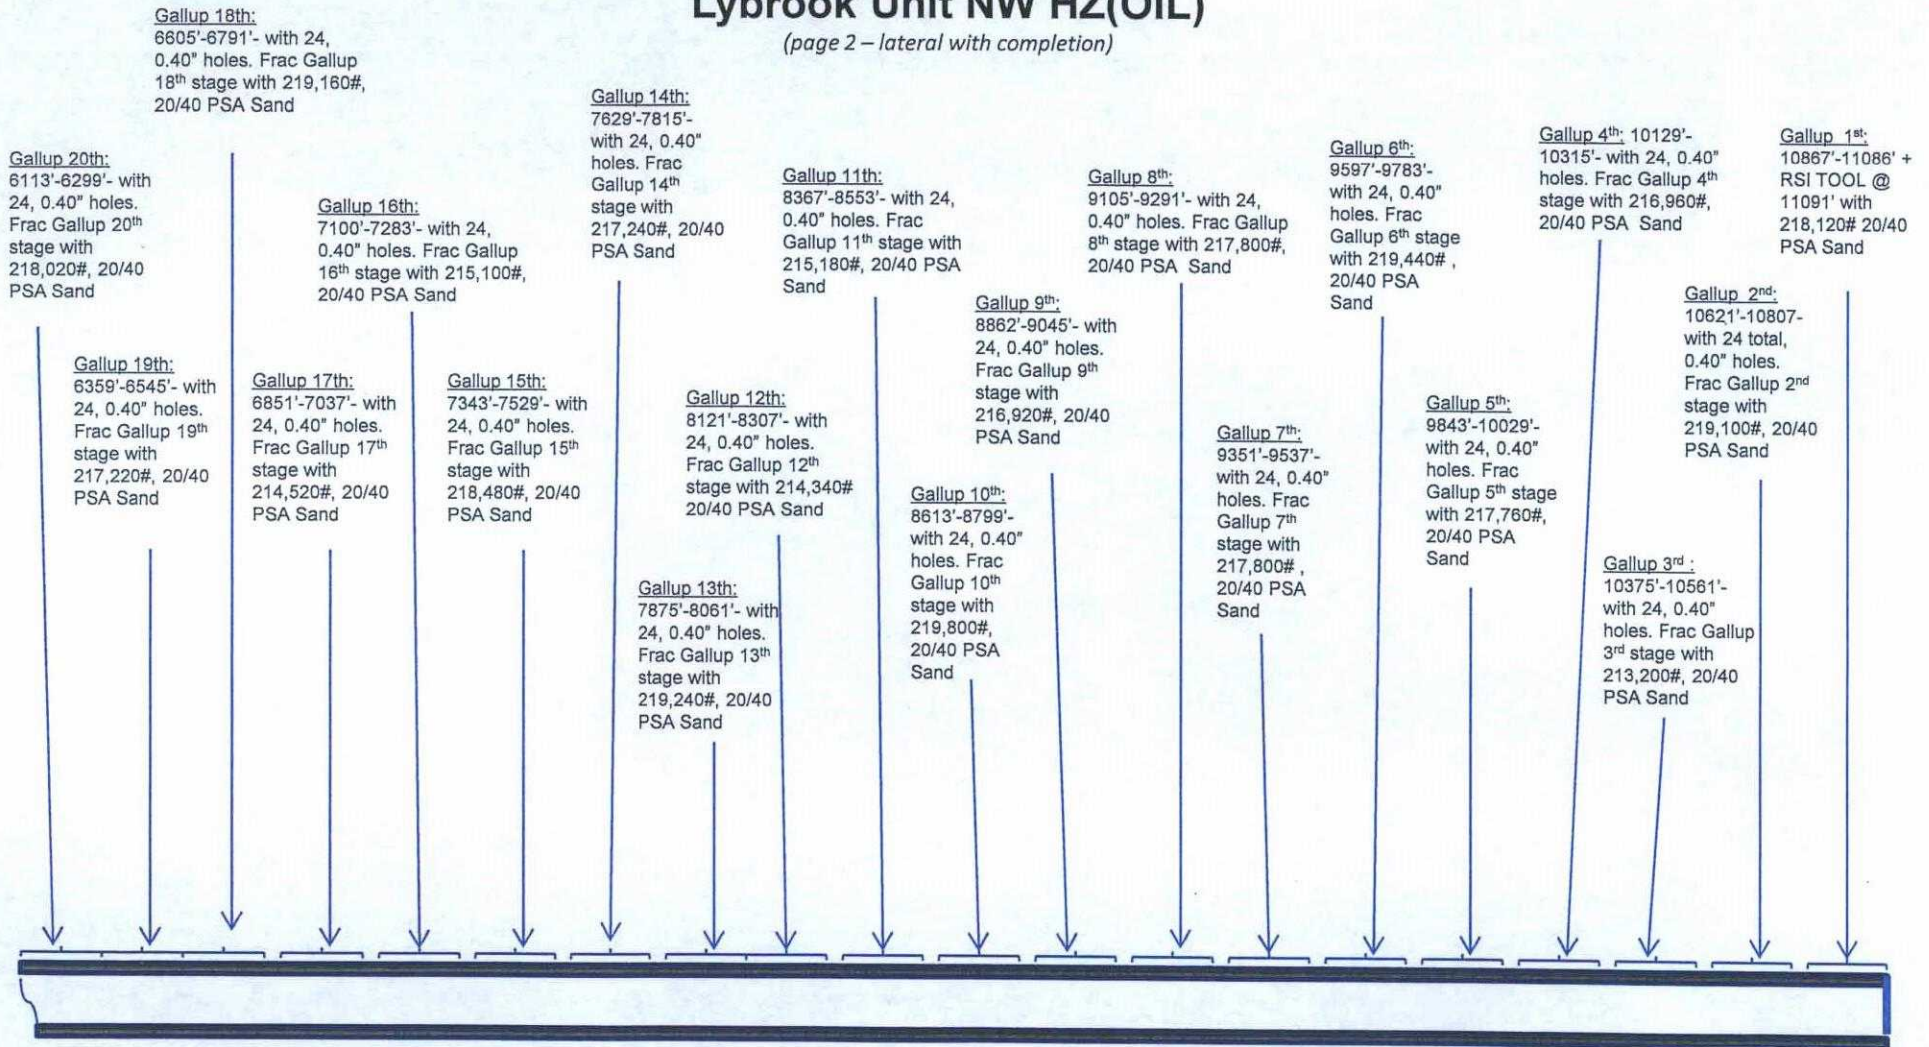 Lybrook Unit NW HZ(OIL)
(page 2 – lateral with completion)
Gallup 20th:
6113'-6299'- with
24, 0.40" holes.
Frac Gallup 20th
stage with
218,020#, 20/40
PSA Sand
Gallup 19th:
6359'-6545'- with
24, 0.40" holes.
Frac Gallup 19th
stage with
217,220#, 20/40
PSA Sand
Gallup 18th:
6605'-6791'- with 24,
0.40" holes. Frac Gallup
18th stage with 219,160#,
20/40 PSA Sand
Gallup 17th:
6851'-7037'- with
24, 0.40" holes.
Frac Gallup 17th
stage with
214,520#, 20/40
PSA Sand
Gallup 16th:
7100'-7283'- with 24,
0.40" holes. Frac Gallup
16th stage with 215,100#,
20/40 PSA Sand
Gallup 15th:
7343'-7529'- with
24, 0.40" holes.
Frac Gallup 15th
stage with
218,480#, 20/40
PSA Sand
Gallup 14th:
7629'-7815'-
with 24, 0.40"
holes. Frac
Gallup 14th
stage with
217,240#, 20/40
PSA Sand
Gallup 13th:
7875'-8061'- with
24, 0.40" holes.
Frac Gallup 13th
stage with
219,240#, 20/40
PSA Sand
Gallup 12th:
8121'-8307'- with
24, 0.40" holes.
Frac Gallup 12th
stage with 214,340#
20/40 PSA Sand
Gallup 11th:
8367'-8553'- with 24,
0.40" holes. Frac
Gallup 11th stage with
215,180#, 20/40 PSA
Sand
Gallup 10th:
8613'-8799'-
with 24, 0.40"
holes. Frac
Gallup 10th
stage with
219,800#,
20/40 PSA
Sand
Gallup 9th:
8862'-9045'- with
24, 0.40" holes.
Frac Gallup 9th
stage with
216,920#, 20/40
PSA Sand
Gallup 8th:
9105'-9291'- with 24,
0.40" holes. Frac Gallup
8th stage with 217,800#,
20/40 PSA Sand
Gallup 7th:
9351'-9537'-
with 24, 0.40"
holes. Frac
Gallup 7th
stage with
217,800# ,
20/40 PSA
Sand
Gallup 6th:
9597'-9783'-
with 24, 0.40"
holes. Frac
Gallup 6th stage
with 219,440# ,
20/40 PSA
Sand
Gallup 5th:
9843'-10029'-
with 24, 0.40"
holes. Frac
Gallup 5th stage
with 217,760#,
20/40 PSA
Sand
Gallup 4th: 10129'-
10315'- with 24, 0.40"
holes. Frac Gallup 4th
stage with 216,960#,
20/40 PSA Sand
Gallup 3rd :
10375'-10561'-
with 24, 0.40"
holes. Frac Gallup
3rd stage with
213,200#, 20/40
PSA Sand
Gallup 2nd:
10621'-10807-
with 24 total,
0.40" holes.
Frac Gallup 2nd
stage with
219,100#, 20/40
PSA Sand
Gallup 1st:
10867'-11086' +
RSI TOOL @
11091' with
218,120# 20/40
PSA Sand